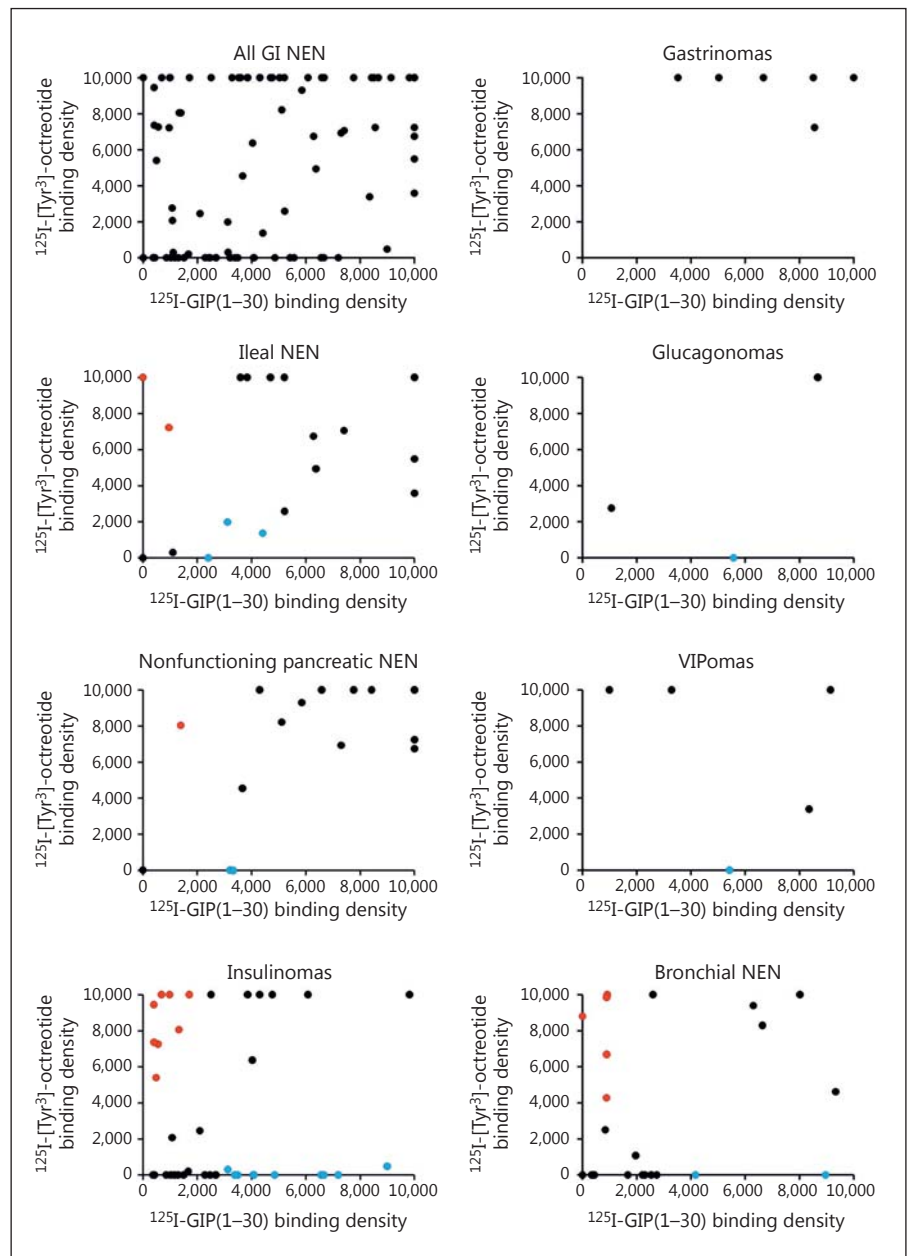 All GI NEN
10,000
8,000
6,000
4,000
2,000
0
¹²⁵I-[Tyr³]-octreotide
binding density
0 2,000 4,000 6,000 8,000 10,000
¹²⁵I-GIP(1–30) binding density
Gastrinomas
10,000
8,000
6,000
4,000
2,000
0
¹²⁵I-[Tyr³]-octreotide
binding density
0 2,000 4,000 6,000 8,000 10,000
¹²⁵I-GIP(1–30) binding density
Ileal NEN
10,000
8,000
6,000
4,000
2,000
0
¹²⁵I-[Tyr³]-octreotide
binding density
0 2,000 4,000 6,000 8,000 10,000
¹²⁵I-GIP(1–30) binding density
Glucagonomas
10,000
8,000
6,000
4,000
2,000
0
¹²⁵I-[Tyr³]-octreotide
binding density
0 2,000 4,000 6,000 8,000 10,000
¹²⁵I-GIP(1–30) binding density
Nonfunctioning pancreatic NEN
10,000
8,000
6,000
4,000
2,000
0
¹²⁵I-[Tyr³]-octreotide
binding density
0 2,000 4,000 6,000 8,000 10,000
¹²⁵I-GIP(1–30) binding density
VIPomas
10,000
8,000
6,000
4,000
2,000
0
¹²⁵I-[Tyr³]-octreotide
binding density
0 2,000 4,000 6,000 8,000 10,000
¹²⁵I-GIP(1–30) binding density
Insulinomas
10,000
8,000
6,000
4,000
2,000
0
¹²⁵I-[Tyr³]-octreotide
binding density
0 2,000 4,000 6,000 8,000 10,000
¹²⁵I-GIP(1–30) binding density
Bronchial NEN
10,000
8,000
6,000
4,000
2,000
0
¹²⁵I-[Tyr³]-octreotide
binding density
0 2,000 4,000 6,000 8,000 10,000
¹²⁵I-GIP(1–30) binding density